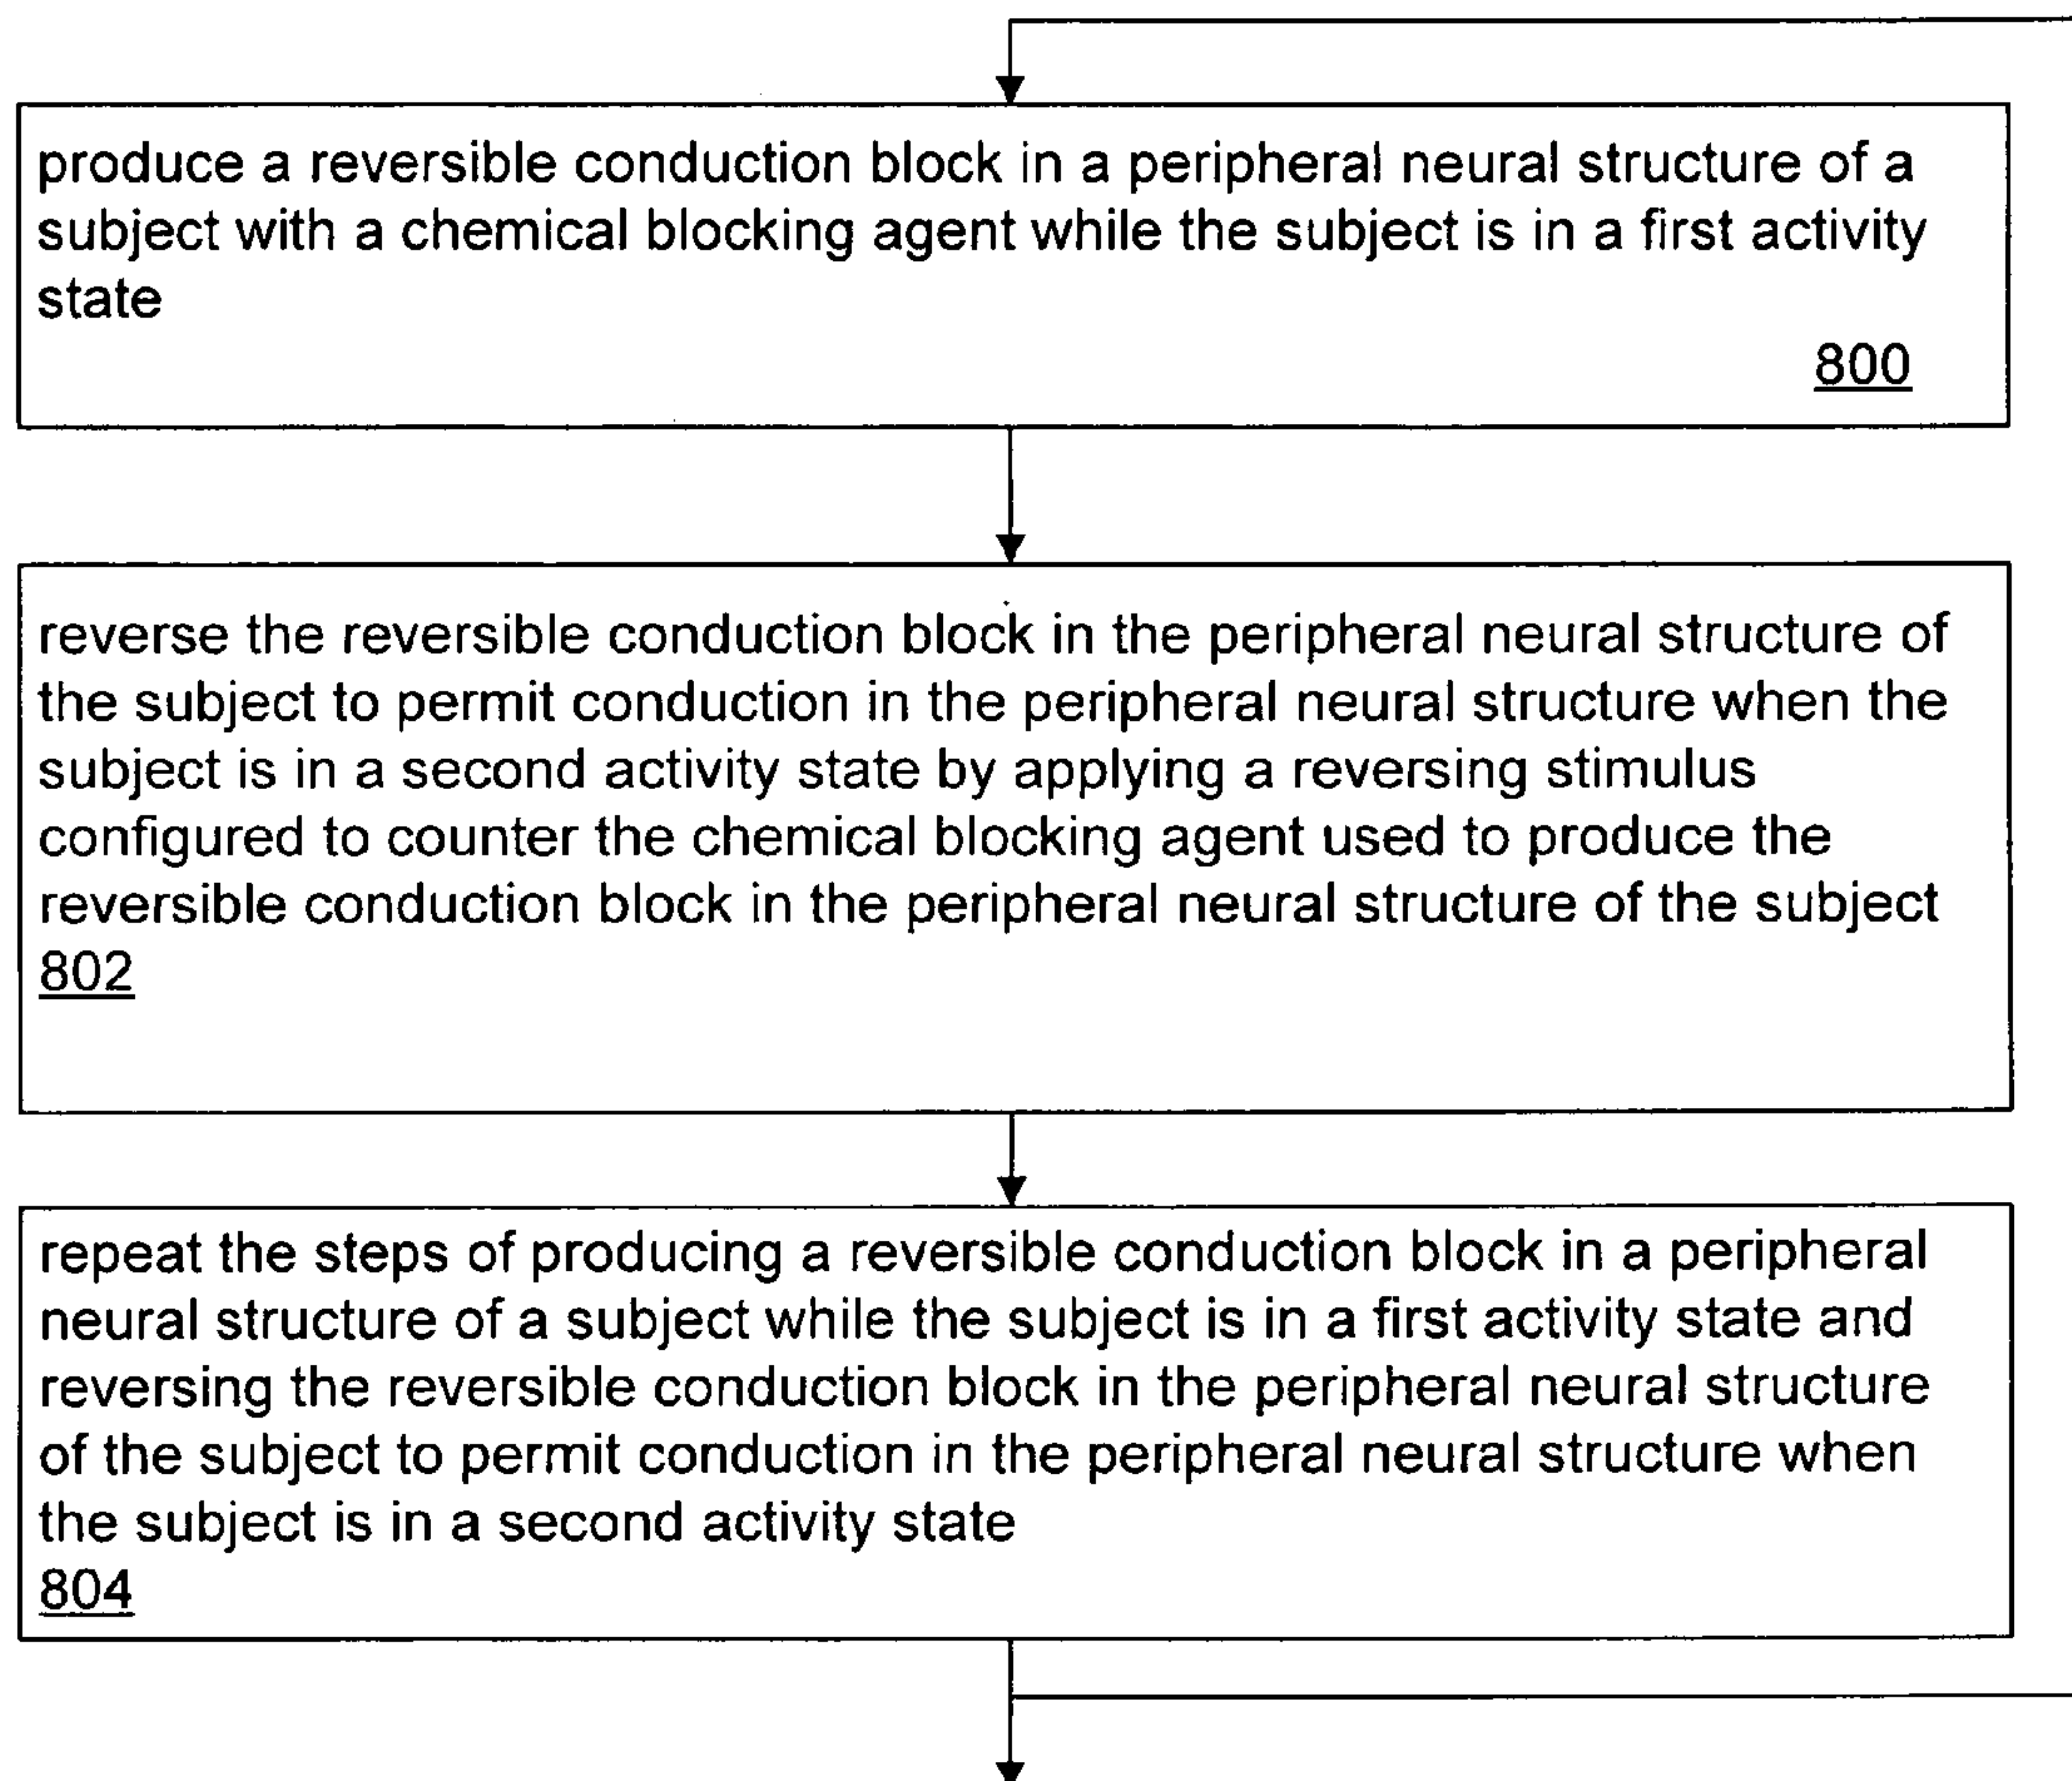 produce a reversible conduction block in a peripheral neural structure of a
subject with a chemical blocking agent while the subject is in a first activity
state
800
reverse the reversible conduction block in the peripheral neural structure of
the subject to permit conduction in the peripheral neural structure when the
subject is in a second activity state by applying a reversing stimulus
configured to counter the chemical blocking agent used to produce the
reversible conduction block in the peripheral neural structure of the subject
802
repeat the steps of producing a reversible conduction block in a peripheral
neural structure of a subject while the subject is in a first activity state and
reversing the reversible conduction block in the peripheral neural structure
of the subject to permit conduction in the peripheral neural structure when
the subject is in a second activity state
804